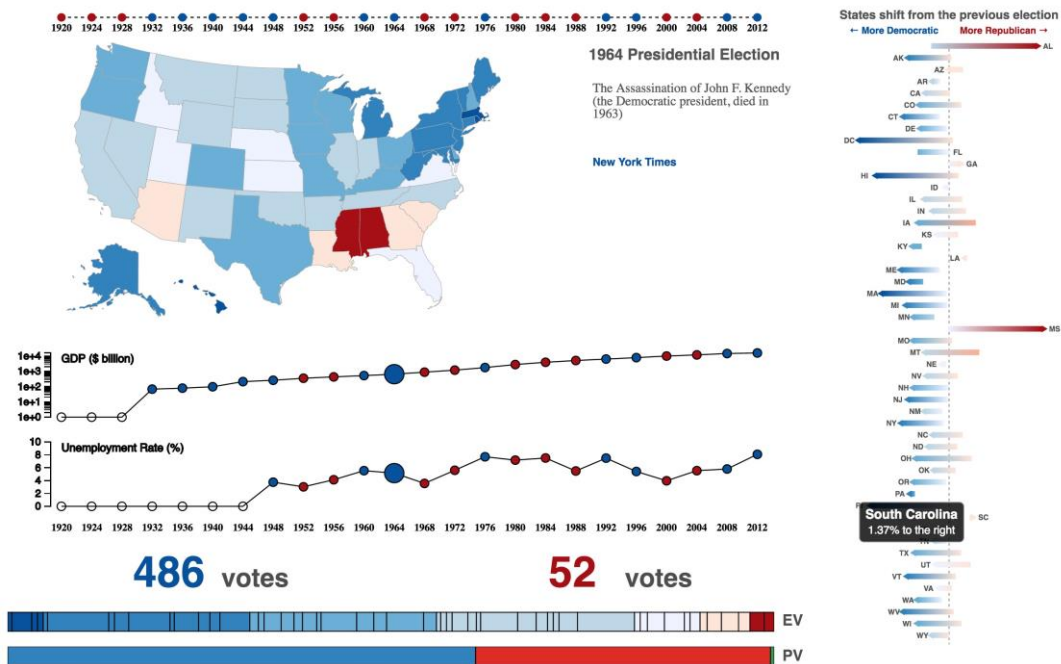 1920 1924 1928 1932 1936 1940 1944 1948 1952 1956 1960 1964 1968 1972 1976 1980 1984 1988 1992 1996 2000 2004 2008 2012
1964 Presidential Election
The Assassination of John F. Kennedy
(the Democratic president, died in
1963)
New York Times
1e+4
1e+3
1e+2
1e+1
1e+0
GDP ($ billion)
10
8
6
4
2
0
Unemployment Rate (%)
1920 1924 1928 1932 1936 1940 1944 1948 1952 1956 1960 1964 1968 1972 1976 1980 1984 1988 1992 1996 2000 2004 2008 2012
486 votes
52 votes
EV
PV
States shift from the previous election
← More Democratic
More Republican →
AL
AK
AZ
AR
CA
CO
CT
DE
DC
FL
GA
HI
ID
IL
IN
IA
KS
KY
LA
ME
MD
MA
MI
MN
MS
MO
MT
NE
NV
NH
NJ
NM
NY
NC
ND
OH
OK
OR
PA
South Carolina
1.37% to the right
SC
TX
UT
VT
VA
WA
WV
WI
WY